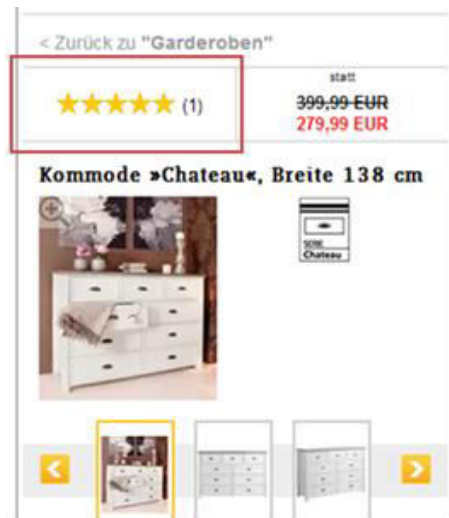 < Zurück zu "Garderoben"
(1)
statt
399,99 EUR
279,99 EUR
Kommode »Chateau«, Breite 138 cm
SERIE
Chateau